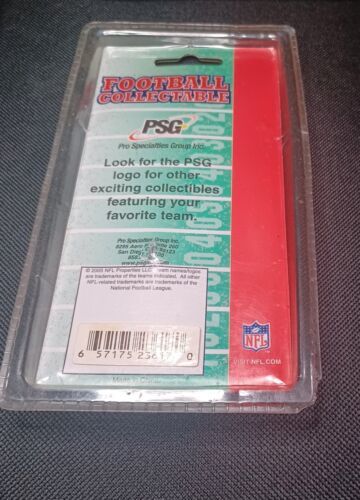 FOOTBALL
COLLECTABLE
PSG
Pro Specialties Group Inc.
Look for the PSG
logo for other
exciting collectibles
featuring your
favorite team.
Pro Specialties Group Inc.
San Diego
© 2005 NFL Properties LLC. Team names/logos
are trademarks of the teams indicated. All other
NFL-related trademarks are trademarks of the
National Football League.
6 57175 0
Made in
NFL
VISIT-NFL.COM